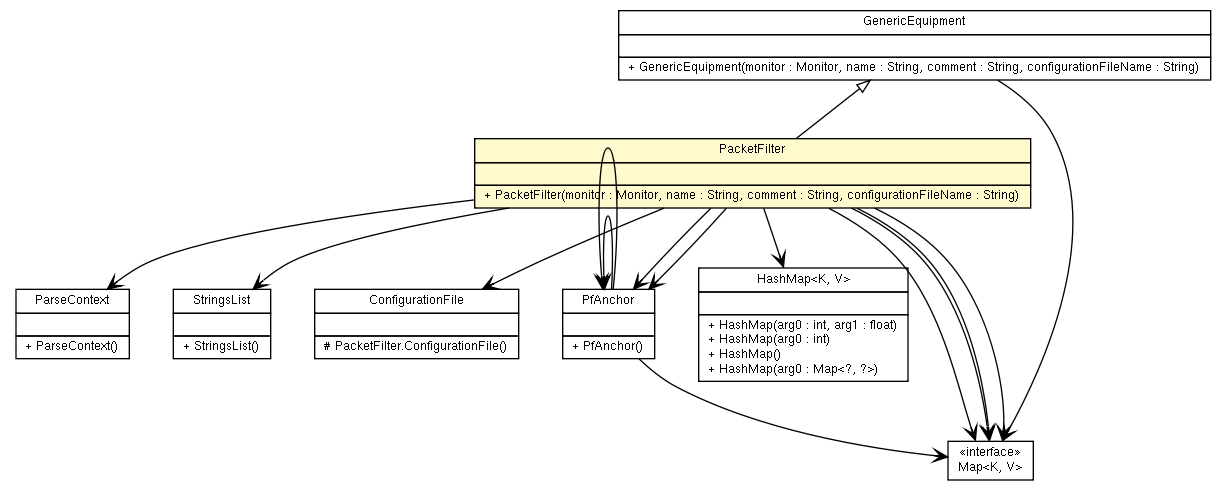 GenericEquipment
+ GenericEquipment(monitor : Monitor, name : String, comment : String, configurationFileName : String)
PacketFilter
+ PacketFilter(monitor : Monitor, name : String, comment : String, configurationFileName : String)
ParseContext
+ ParseContext()
StringsList
+ StringsList()
ConfigurationFile
# PacketFilter.ConfigurationFile()
PfAnchor
+ PfAnchor()
HashMap<K, V>
+ HashMap(arg0 : int, arg1 : float)
+ HashMap(arg0 : int)
+ HashMap()
+ HashMap(arg0 : Map<?, ?>)
«interface»
Map<K, V>